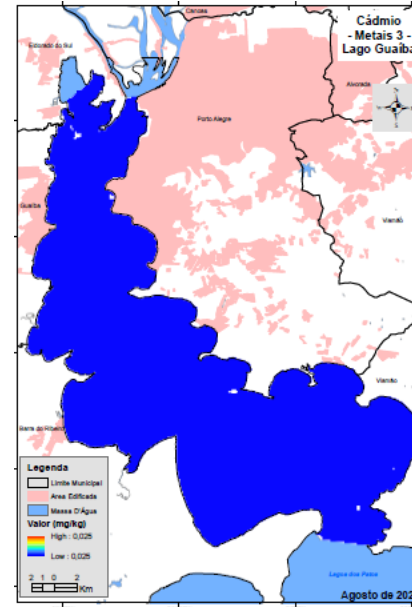 Cádmio
- Metais 3 -
Lago Guaíba
Canoas
Eldorado do Sul
Alvorada
Porto Alegre
Guaíba
Viamão
Viamão
Barra do Ribeiro
Legenda
Limite Municipal
Area Edificada
Massa D'Água
Valor (mg/kg)
High : 0,025
Low : 0,025
2 1 0 2
Km
Lagoa dos Patos
Agosto de 202